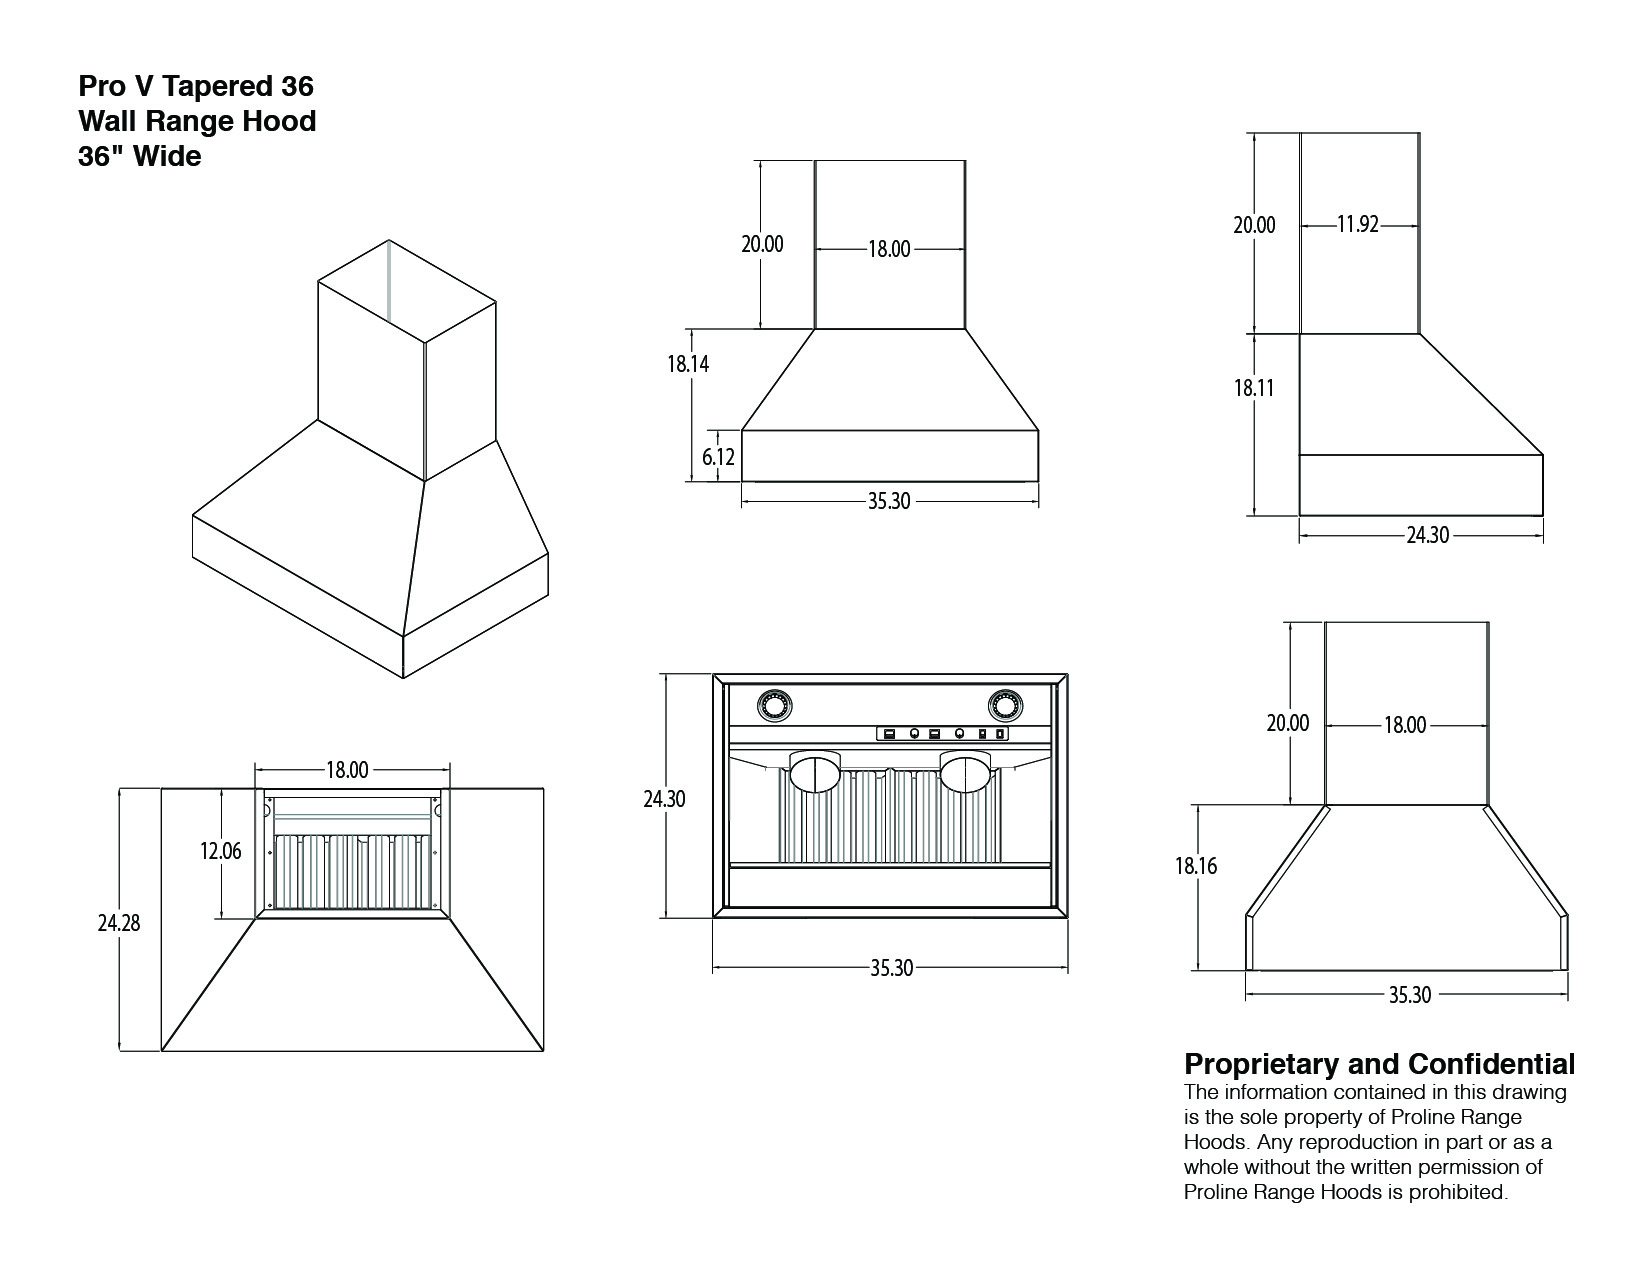 Pro V Tapered 36
Wall Range Hood
36" Wide
20.00
18.00
18.14
6.12
35.30
20.00
11.92
18.11
24.30
18.00
12.06
24.28
24.30
35.30
20.00
18.00
18.16
35.30
Proprietary and Confidential
The information contained in this drawing
is the sole property of Proline Range
Hoods. Any reproduction in part or as a
whole without the written permission of
Proline Range Hoods is prohibited.